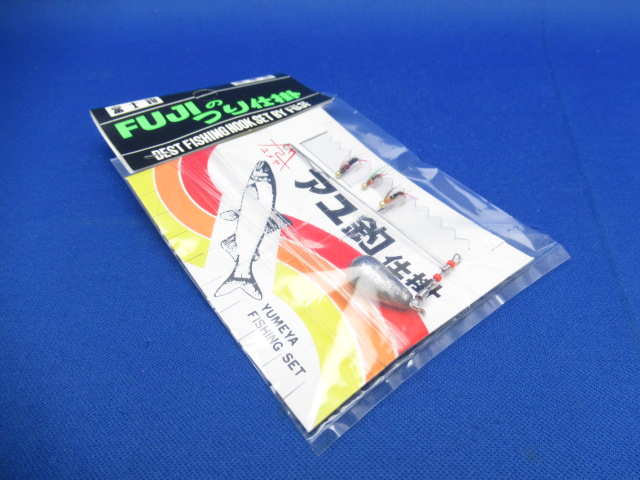 FUJIのつり仕掛
BEST FISHING HOOK SET BY FUJI
アユ釣仕掛
YUMEYA
FISHING SET